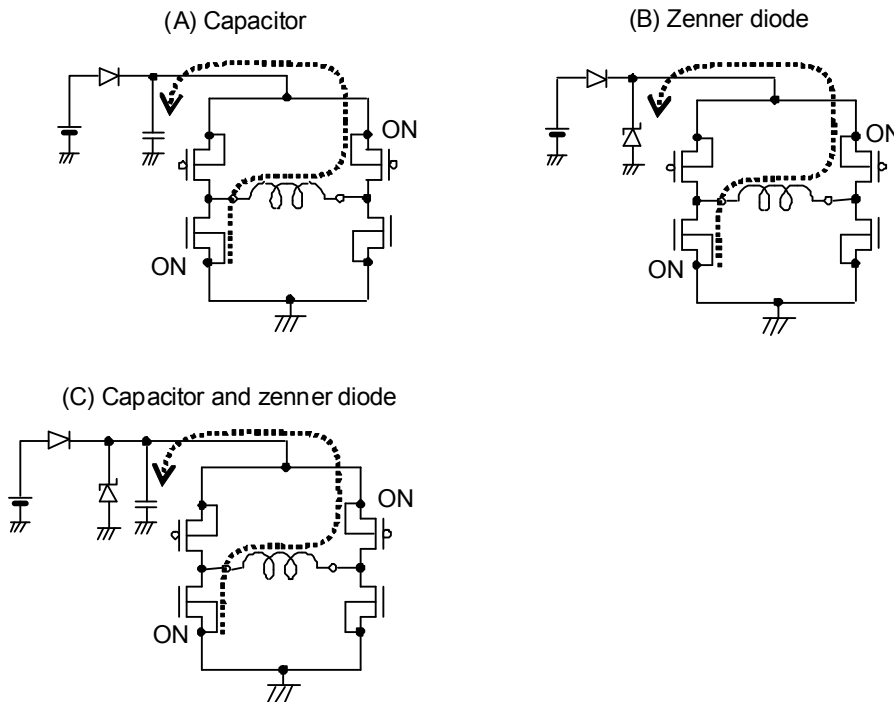 (A) Capacitor
ON
ON
(B) Zenner diode
ON
ON
(C) Capacitor and zenner diode
ON
ON